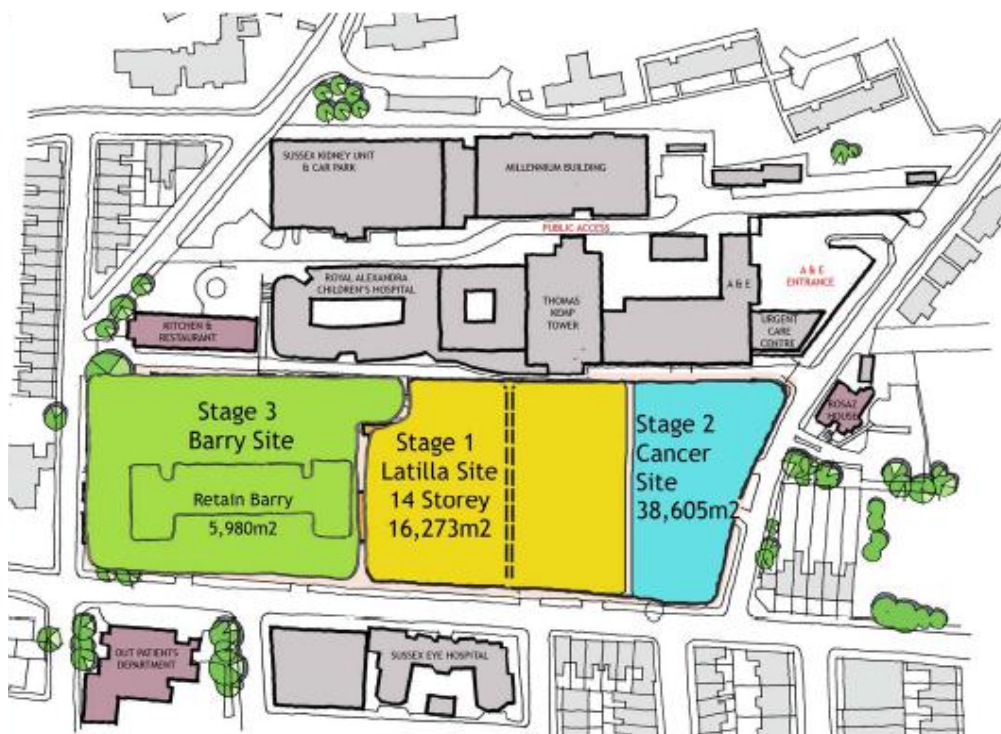 SUSSEX KIDNEY UNIT
& CAR PARK
MILLENNIUM BUILDING
PUBLIC ACCESS
ROYAL ALEXANDRA
CHILDREN'S HOSPITAL
THOMAS
KEMP
TOWER
A & E
A & E
ENTRANCE
URGENT
CARE
CENTRE
KITCHEN &
RESTAURANT
ROSAZ
HOUSE
Stage 3
Barry Site
Retain Barry
5,980m2
Stage 1
Latilla Site
14 Storey
16,273m2
Stage 2
Cancer
Site
38,605m2
OUT PATIENTS
DEPARTMENT
SUSSEX EYE HOSPITAL